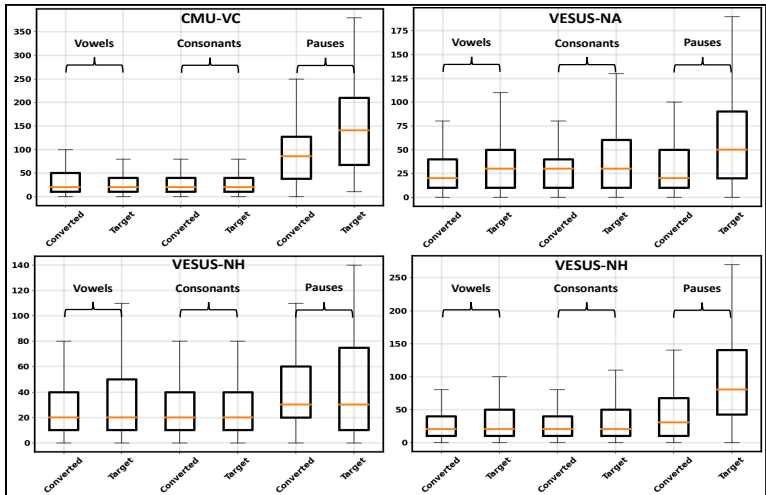 CMU-VC
Vowels Consonants Pauses
350
300
250
200
150
100
50
0
Converted Target Converted Target Converted Target
VESUS-NA
Vowels Consonants Pauses
175
150
125
100
75
50
25
0
Converted Target Converted Target Converted Target
VESUS-NH
Vowels Consonants Pauses
140
120
100
80
60
40
20
0
Converted Target Converted Target Converted Target
VESUS-NH
Vowels Consonants Pauses
250
200
150
100
50
0
Converted Target Converted Target Converted Target